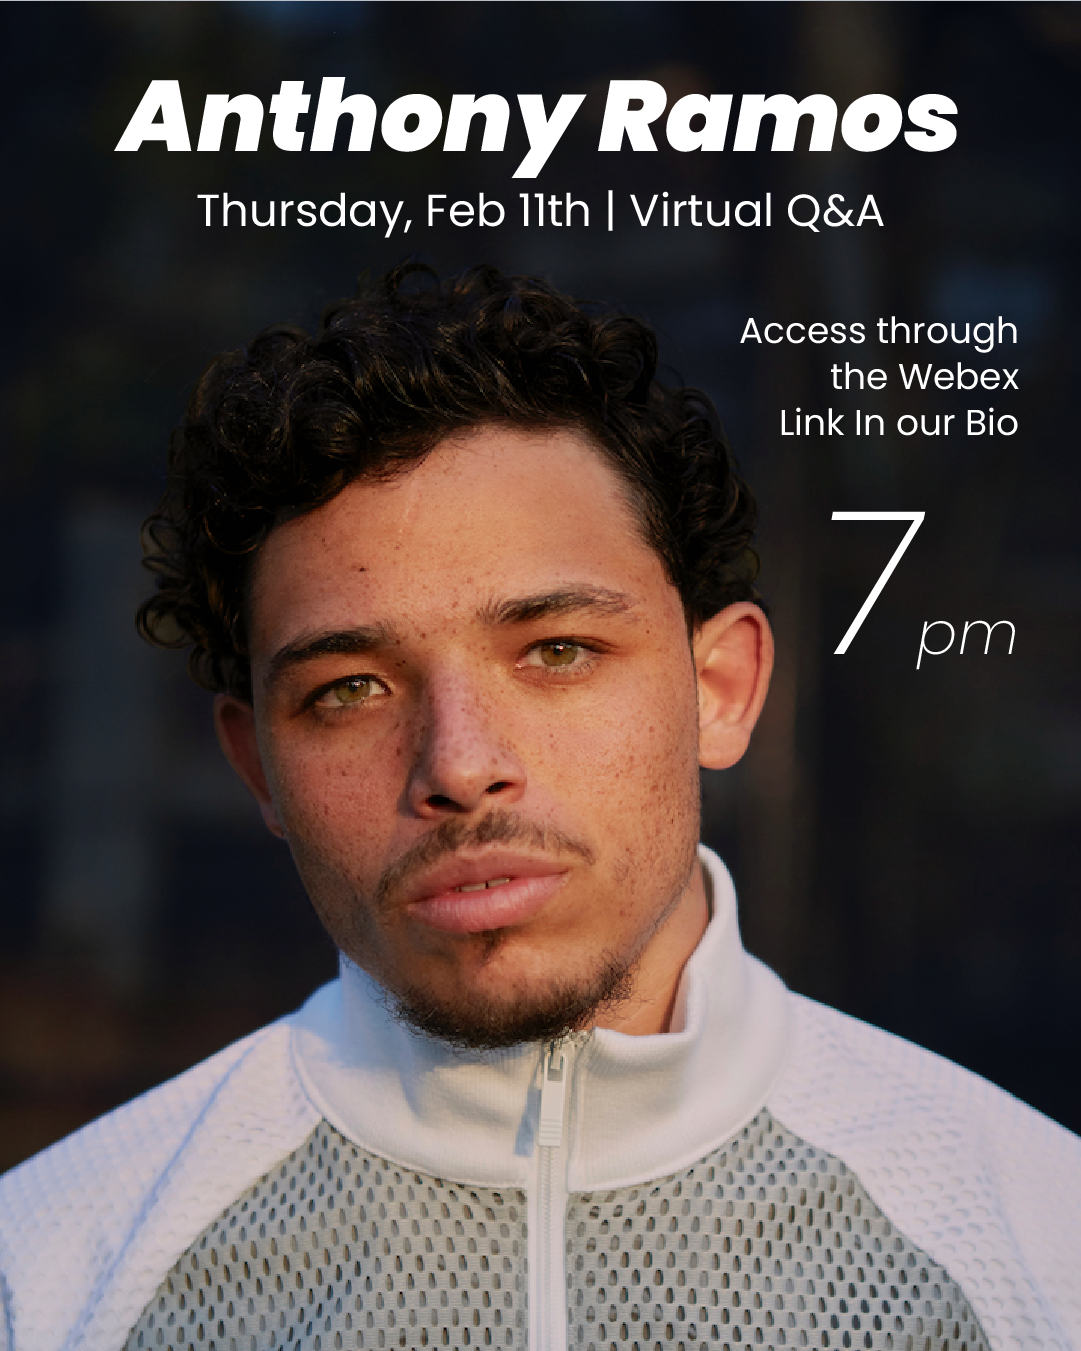 Anthony Ramos
Thursday, Feb 11th | Virtual Q&A
Access through
the Webex
Link In our Bio
7 pm